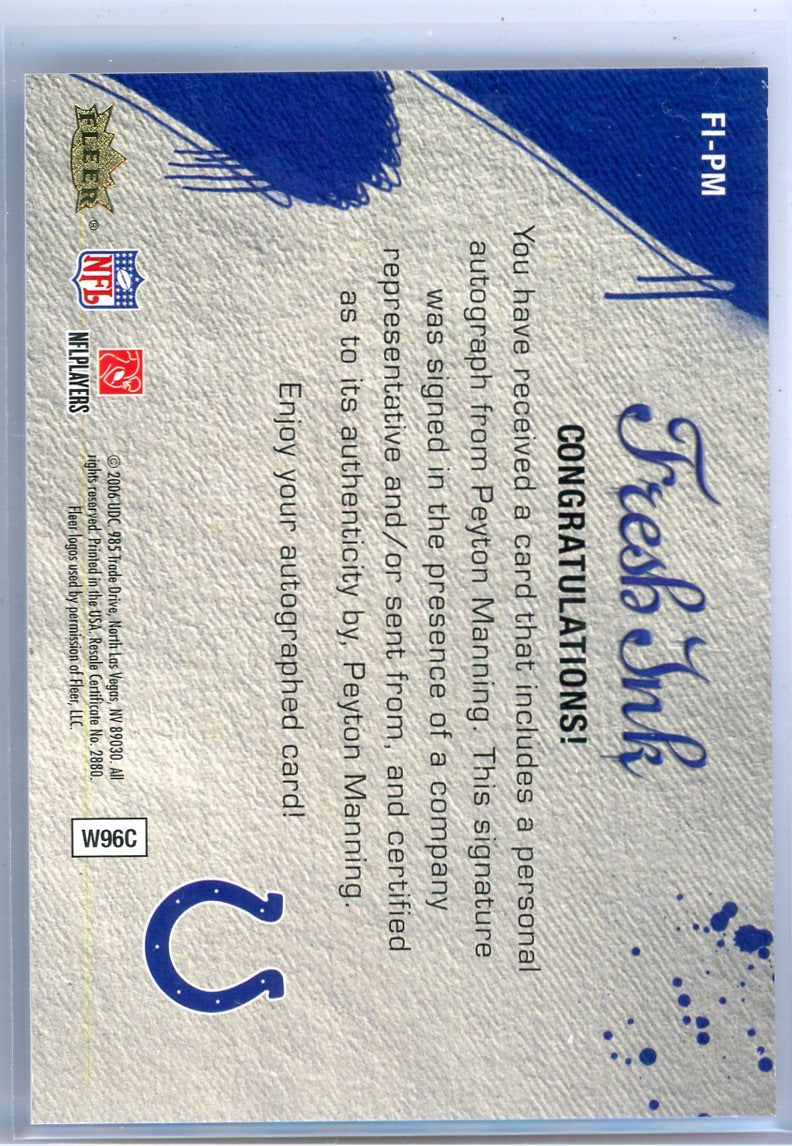 FI-PM
Fresh Ink
CONGRATULATIONS!
You have received a card that includes a personal
autograph from Peyton Manning. This signature
was signed in the presence of a company
representative and/or sent from, and certified
as to its authenticity by, Peyton Manning.
Enjoy your autographed card!
FLEER ®
NFL
NFLPLAYERS
© 2006 UDC, 985 Trade Drive, North Las Vegas, NV 89030. All
rights reserved. Printed in the USA. Resale Certificate No. 2880.
Fleer logos used by permission of Fleer, LLC.
W96C